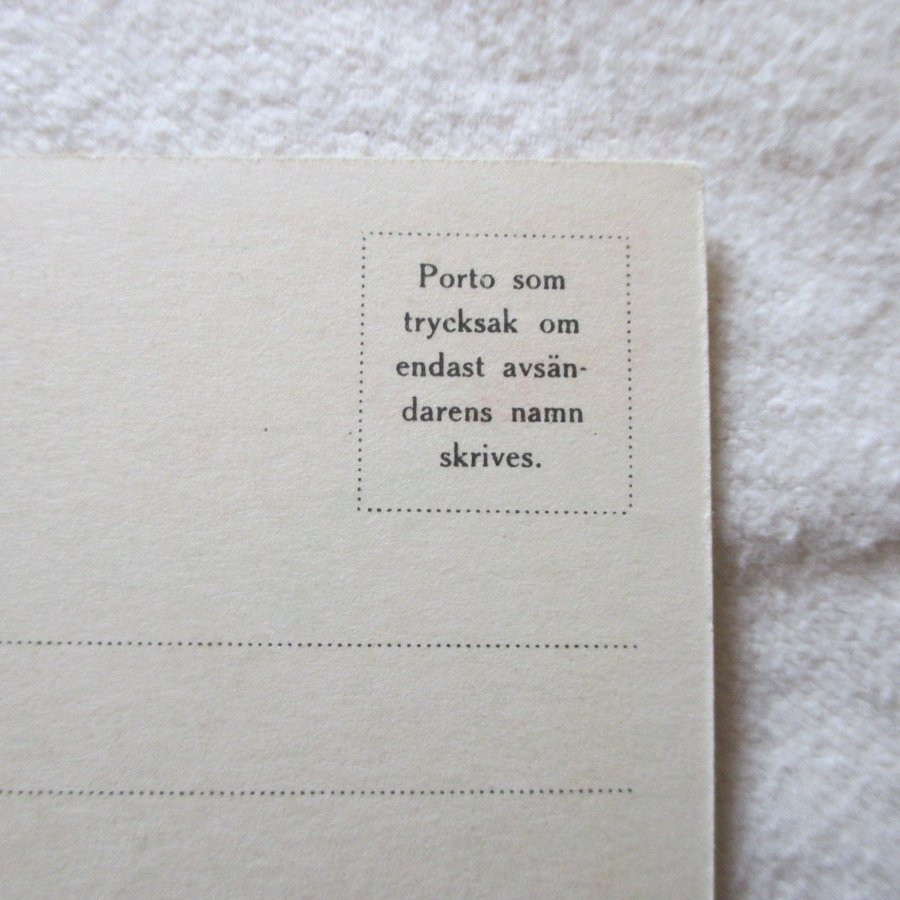 Porto som
trycksak om
endast avsän-
darens namn
skrives.